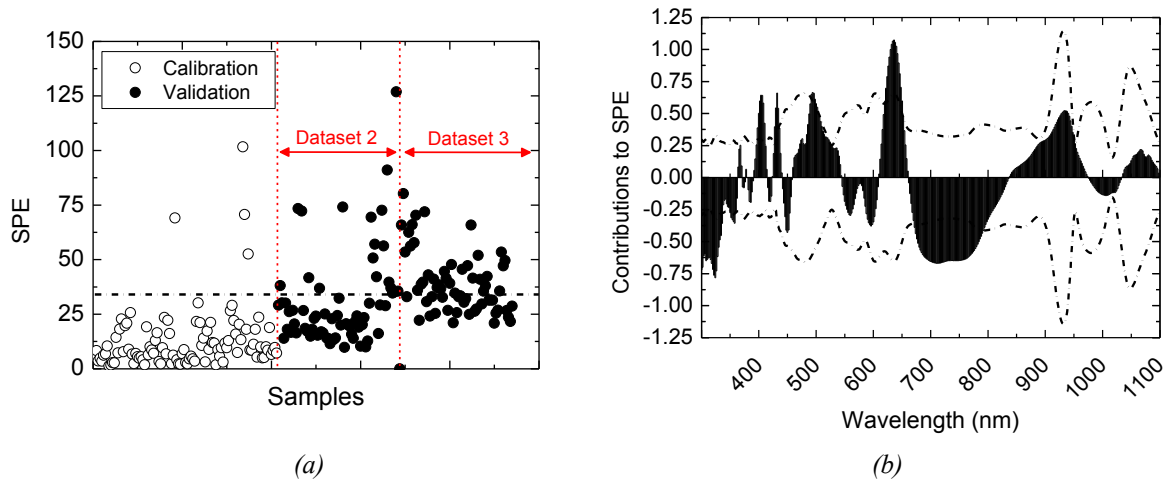 150
125
100
75
50
25
0
SPE
Calibration
Validation
Dataset 2
Dataset 3
Samples
(a)
1.25
1.00
0.75
0.50
0.25
0.00
-0.25
-0.50
-0.75
-1.00
-1.25
Contributions to SPE
400 500 600 700 800 900 1000 1100
Wavelength (nm)
(b)